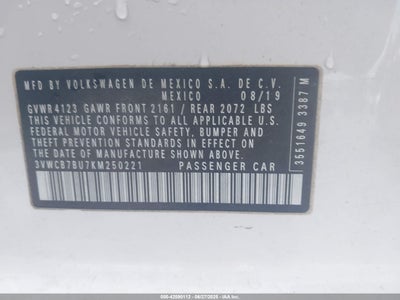 MFD BY VOLKSWAGEN DE MEXICO S.A. DE C.V.
MEXICO 08/19
GVWR 4123 GAWR FRONT 2161 / REAR 2072 LBS
THIS VEHICLE CONFORMS TO ALL APPLICABLE U.S.
FEDERAL MOTOR VEHICLE SAFETY, BUMPER AND
THEFT PREVENTION STANDARDS IN EFFECT ON THE
DATE OF MANUFACTURE SHOWN ABOVE.
3VWCB7BU7KM250221 PASSENGER CAR
3551649 3387 M